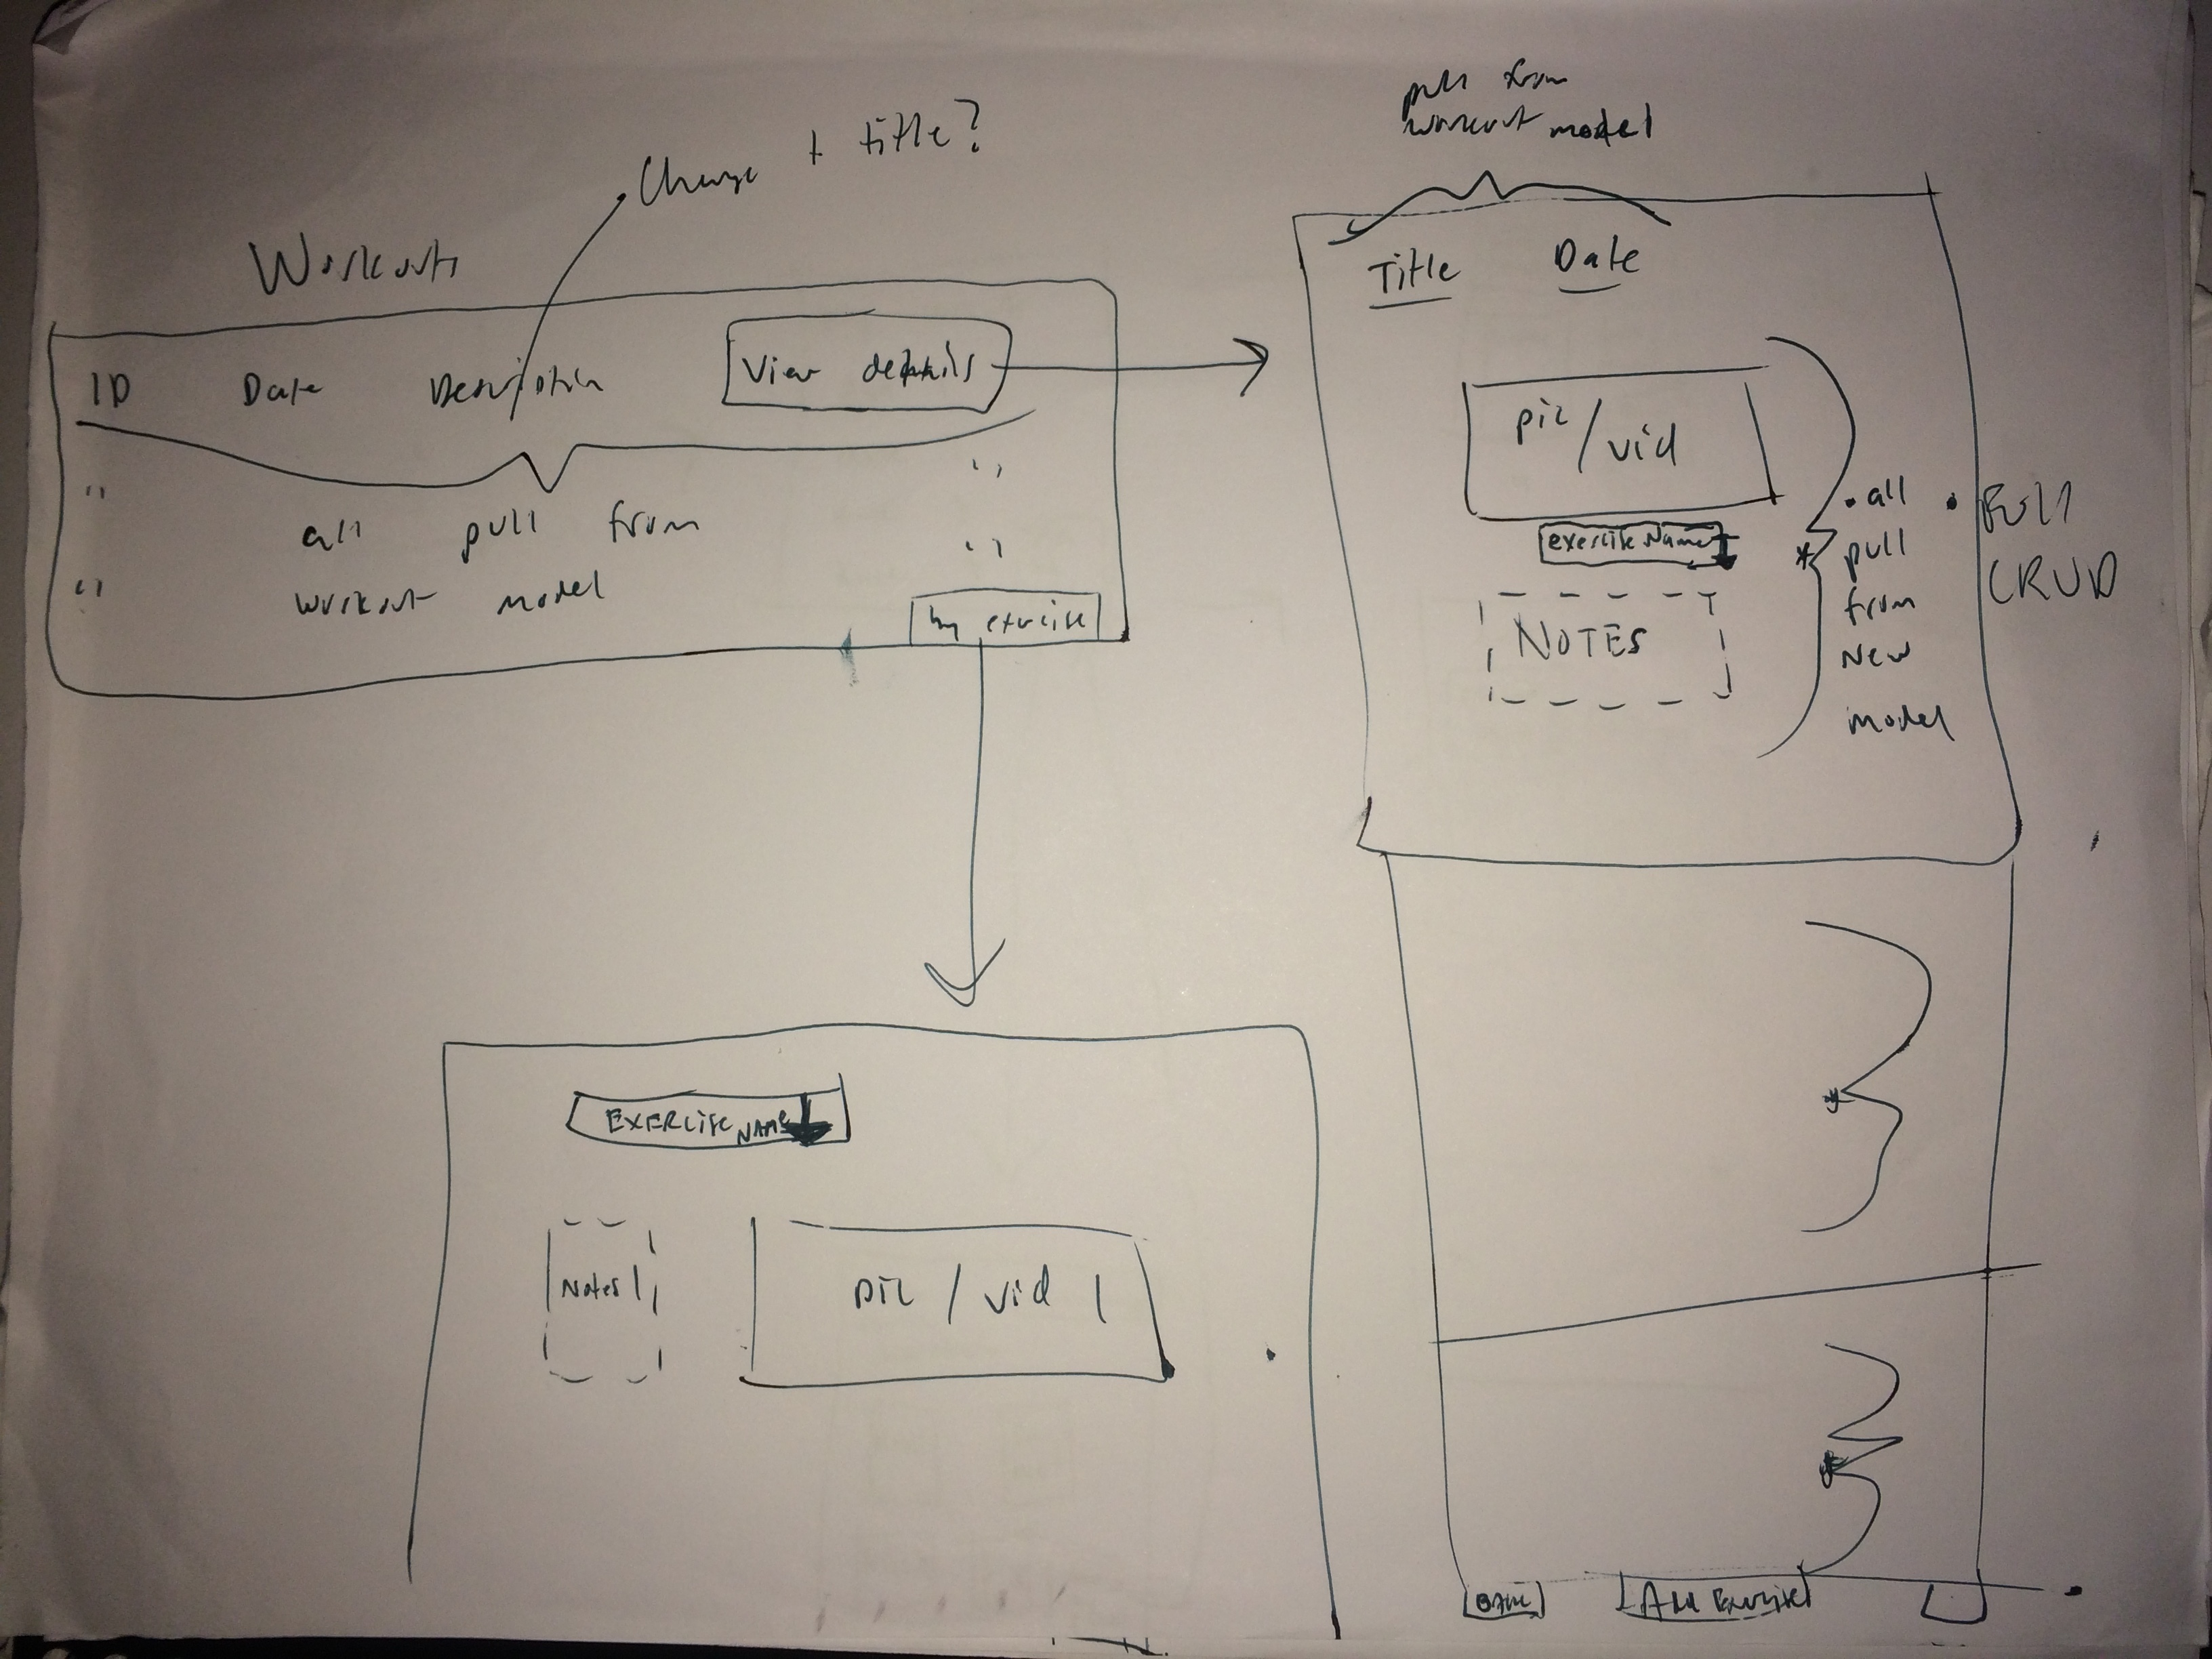 pull from
workout model
Change t title?
Workouts
Title Date
ID Date Description View details
pic / vid
" "
all pull from
" workout model "
by exercise
exercise Name
NOTES
• all
pull
from
New
model
• Full
CRUD
EXERCISE NAME
Notes
pic / vid
BACK
Add Exercise